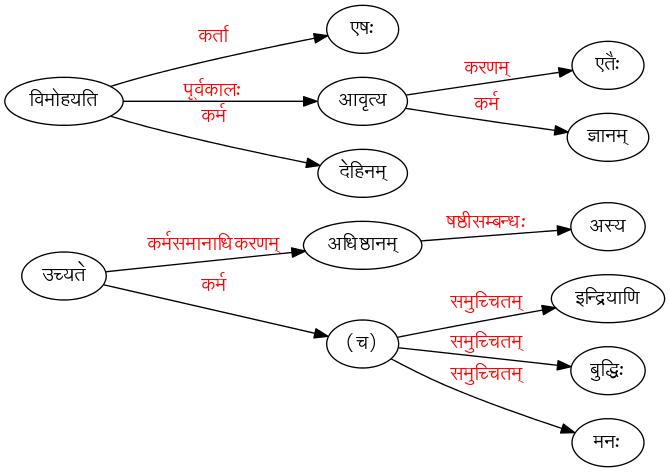 कर्ता
एषः
करणम्
एतैः
विमोहयति
पूर्वकालः
आवृत्य
कर्म
कर्म
ज्ञानम्
देहिनम्
षष्ठीसम्बन्धः
अस्य
कर्मसमानाधिकरणम्
अधिष्ठानम्
उच्यते
कर्म
समुच्चितम्
इन्द्रियाणि
(च)
समुच्चितम्
बुद्धिः
समुच्चितम्
मनः